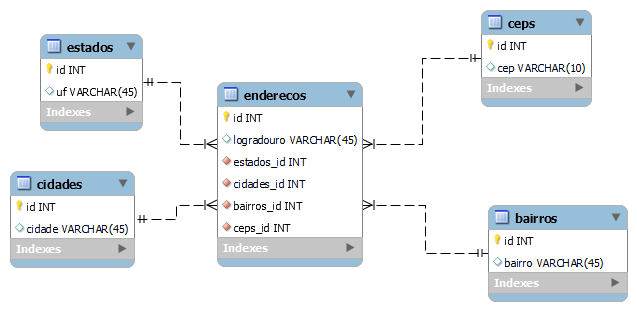 estados
id INT
uf VARCHAR(45)
Indexes
cidades
id INT
cidade VARCHAR(45)
Indexes
enderecos
id INT
logradouro VARCHAR(45)
estados_id INT
cidades_id INT
bairros_id INT
ceps_id INT
Indexes
ceps
id INT
cep VARCHAR(10)
Indexes
bairros
id INT
bairro VARCHAR(45)
Indexes